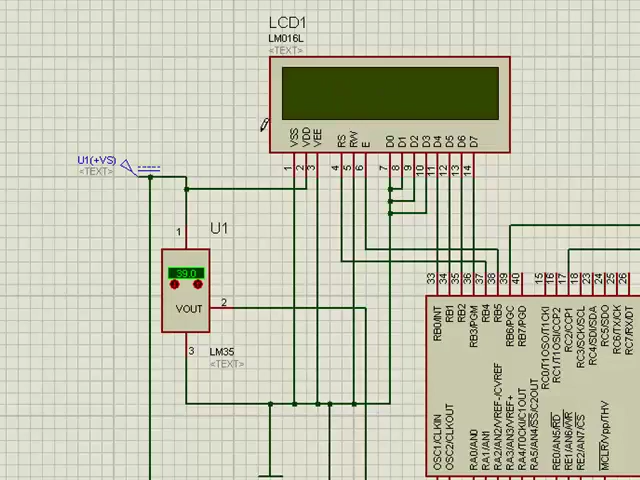 LCD1
LM016L
<TEXT>
VSS VDD VEE RS RW E D0 D1 D2 D3 D4 D5 D6 D7
1 2 3 4 5 6 7 8 9 10 11 12 13 14
U1(+VS)
<TEXT>
1
U1
39.0
VOUT
2
3
LM35
<TEXT>
33 34 35 36 37 38 39 40 15 16 17 18 23 24 25 26
RB0/INT
RB1
RB2
RB3/PGM
RB4
RB5
RB6/PGC
RB7/PGD
RC0/T1OSO/T1CKI
RC1/T1OSI/CCP2
RC2/CCP1
RC3/SCK/SCL
RC4/SDI/SDA
RC5/SDO
RC6/TX/CK
RC7/RX/DT
OSC1/CLKIN
OSC2/CLKOUT
RA0/AN0
RA1/AN1
RA2/AN2/VREF-/CVREF
RA3/AN3/VREF+
RA4/T0CKI/C1OUT
RA5/AN4/SS/C2OUT
RE0/AN5/RD
RE1/AN6/WR
RE2/AN7/CS
MCLR/Vpp/THV